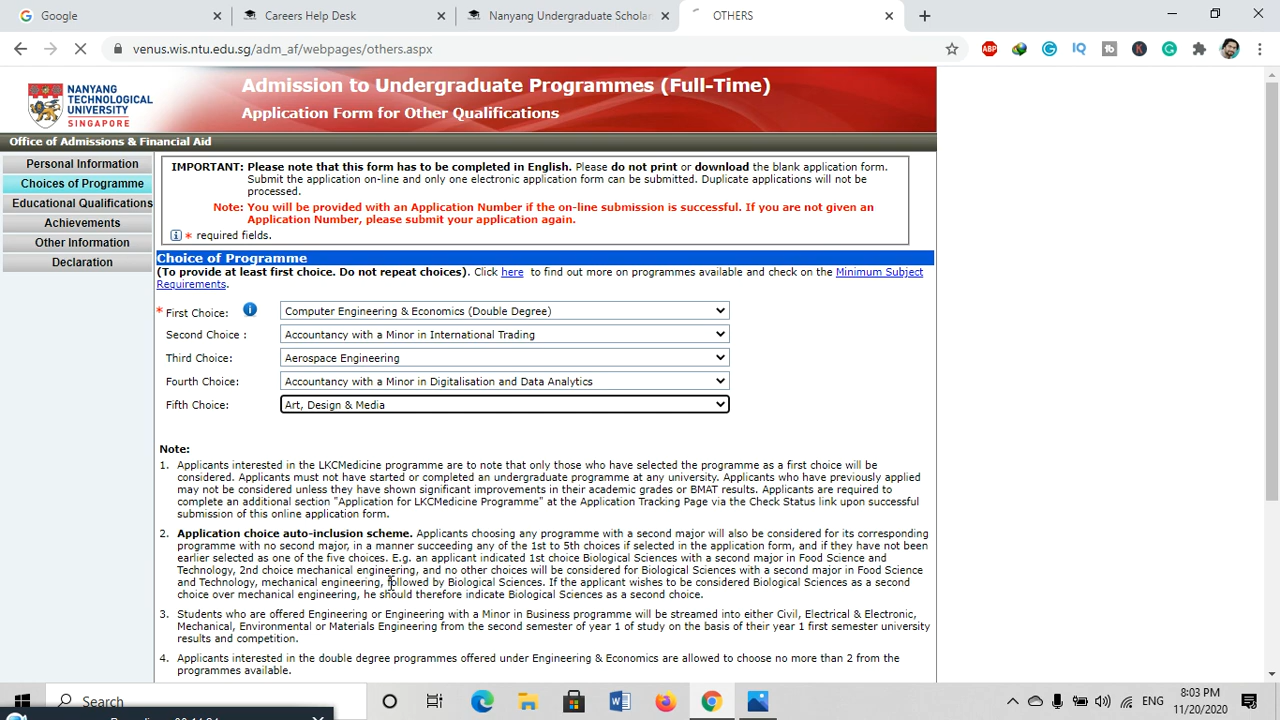 Google
Careers Help Desk
Nanyang Undergraduate Scholar
OTHERS
venus.wis.ntu.edu.sg/adm_af/webpages/others.aspx
ABP
NANYANG
TECHNOLOGICAL
UNIVERSITY
SINGAPORE
Admission to Undergraduate Programmes (Full-Time)
Application Form for Other Qualifications
Office of Admissions & Financial Aid
Personal Information
Choices of Programme
Educational Qualifications
Achievements
Other Information
Declaration
IMPORTANT: Please note that this form has to be completed in English. Please do not print or download the blank application form.
Submit the application on-line and only one electronic application form can be submitted. Duplicate applications will not be
processed.
Note: You will be provided with an Application Number if the on-line submission is successful. If you are not given an
Application Number, please submit your application again.
* required fields.
Choice of Programme
(To provide at least first choice. Do not repeat choices). Click here to find out more on programmes available and check on the Minimum Subject
Requirements.
* First Choice: Computer Engineering & Economics (Double Degree)
Second Choice : Accountancy with a Minor in International Trading
Third Choice: Aerospace Engineering
Fourth Choice: Accountancy with a Minor in Digitalisation and Data Analytics
Fifth Choice: Art, Design & Media
Note:
1. Applicants interested in the LKCMedicine programme are to note that only those who have selected the programme as a first choice will be
considered. Applicants must not have started or completed an undergraduate programme at any university. Applicants who have previously applied
may not be considered unless they have shown significant improvements in their academic grades or BMAT results. Applicants are required to
complete an additional section "Application for LKCMedicine Programme" at the Application Tracking Page via the Check Status link upon successful
submission of this online application form.
2. Application choice auto-inclusion scheme. Applicants choosing any programme with a second major will also be considered for its corresponding
programme with no second major, in a manner succeeding any of the 1st to 5th choices if selected in the application form, and if they have not been
earlier selected as one of the five choices. E.g. an applicant indicated 1st choice Biological Sciences with a second major in Food Science and
Technology, 2nd choice mechanical engineering, and no other choices will be considered for Biological Sciences with a second major in Food Science
and Technology, mechanical engineering, followed by Biological Sciences. If the applicant wishes to be considered Biological Sciences as a second
choice over mechanical engineering, he should therefore indicate Biological Sciences as a second choice.
3. Students who are offered Engineering or Engineering with a Minor in Business programme will be streamed into either Civil, Electrical & Electronic,
Mechanical, Environmental or Materials Engineering from the second semester of year 1 of study on the basis of their year 1 first semester university
results and competition.
4. Applicants interested in the double degree programmes offered under Engineering & Economics are allowed to choose no more than 2 from the
programmes available.
Search
ENG
8:03 PM
11/20/2020